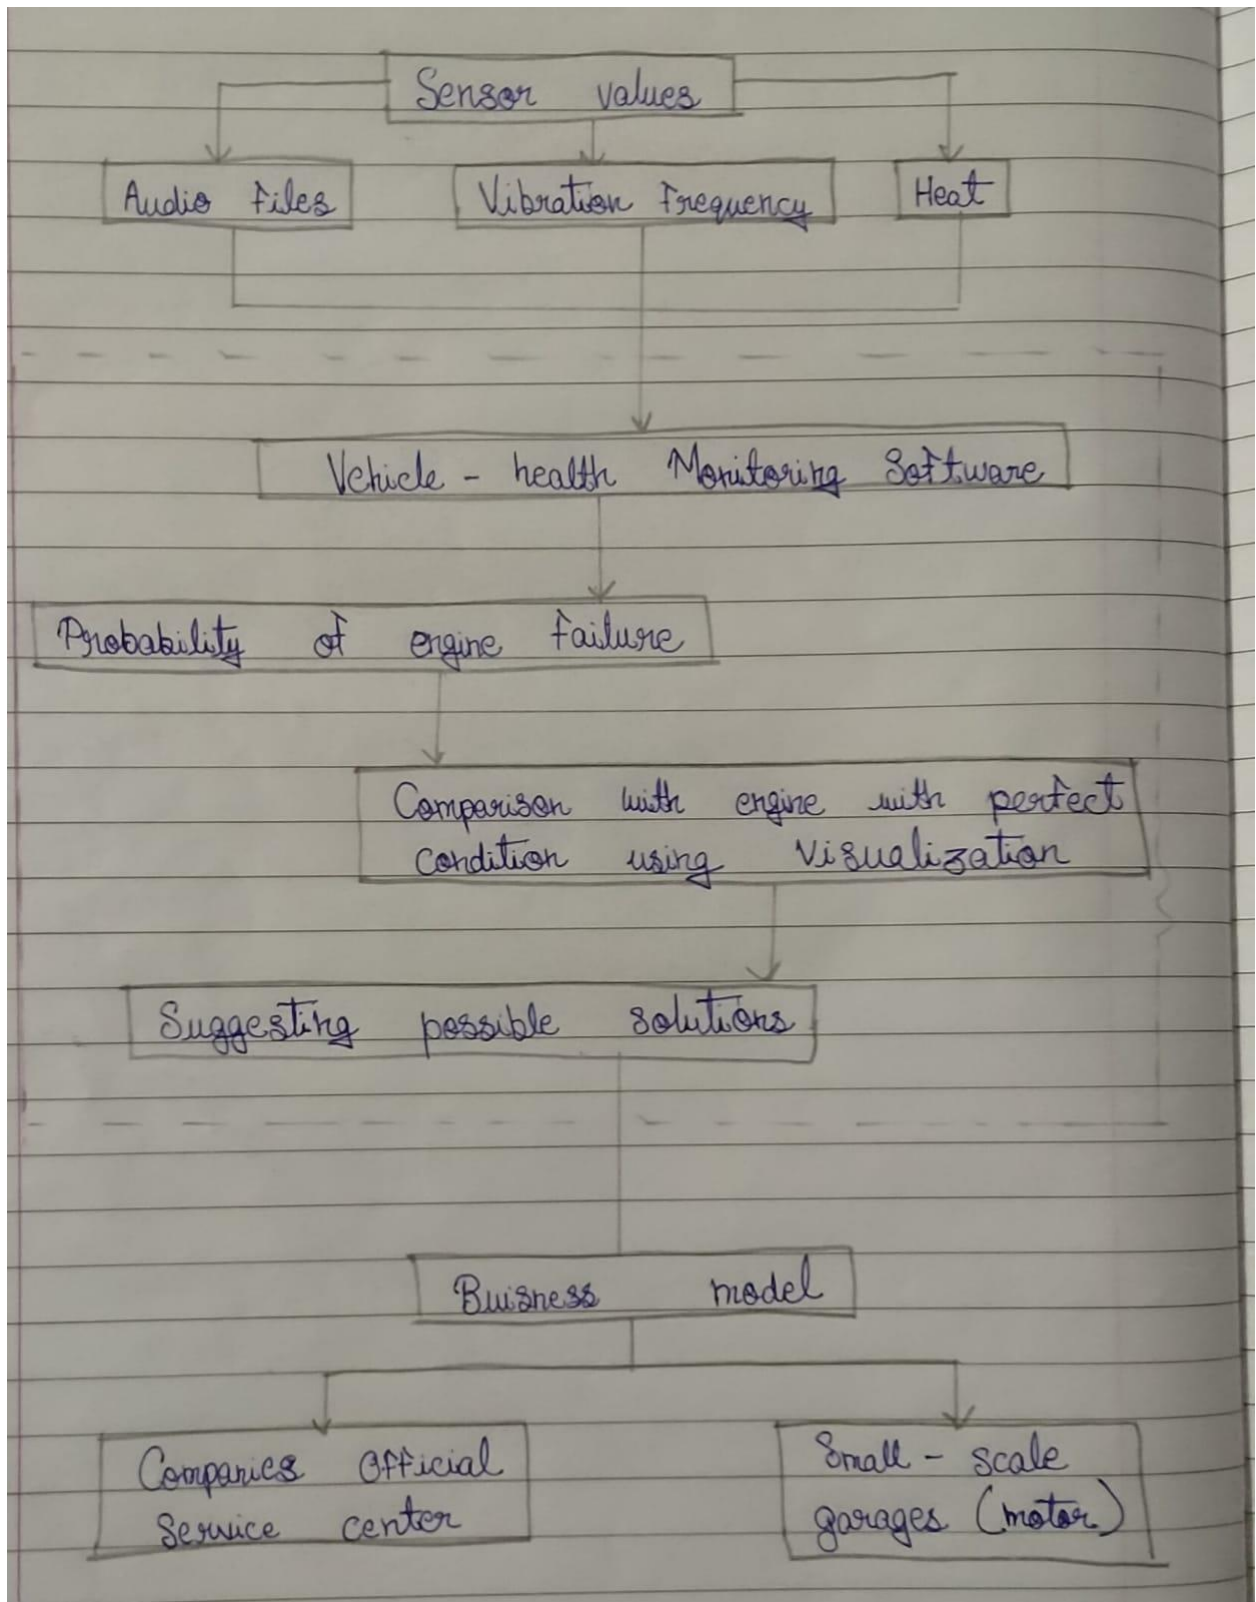 Sensor values
Audio files
Vibration frequency
Heat
Vehicle - health Monitoring Software
Probability of engine failure
Comparison with engine with perfect
condition using visualization
Suggesting possible solutions
Buisness model
Companies Official
Service center
Small - scale
garages (motor)